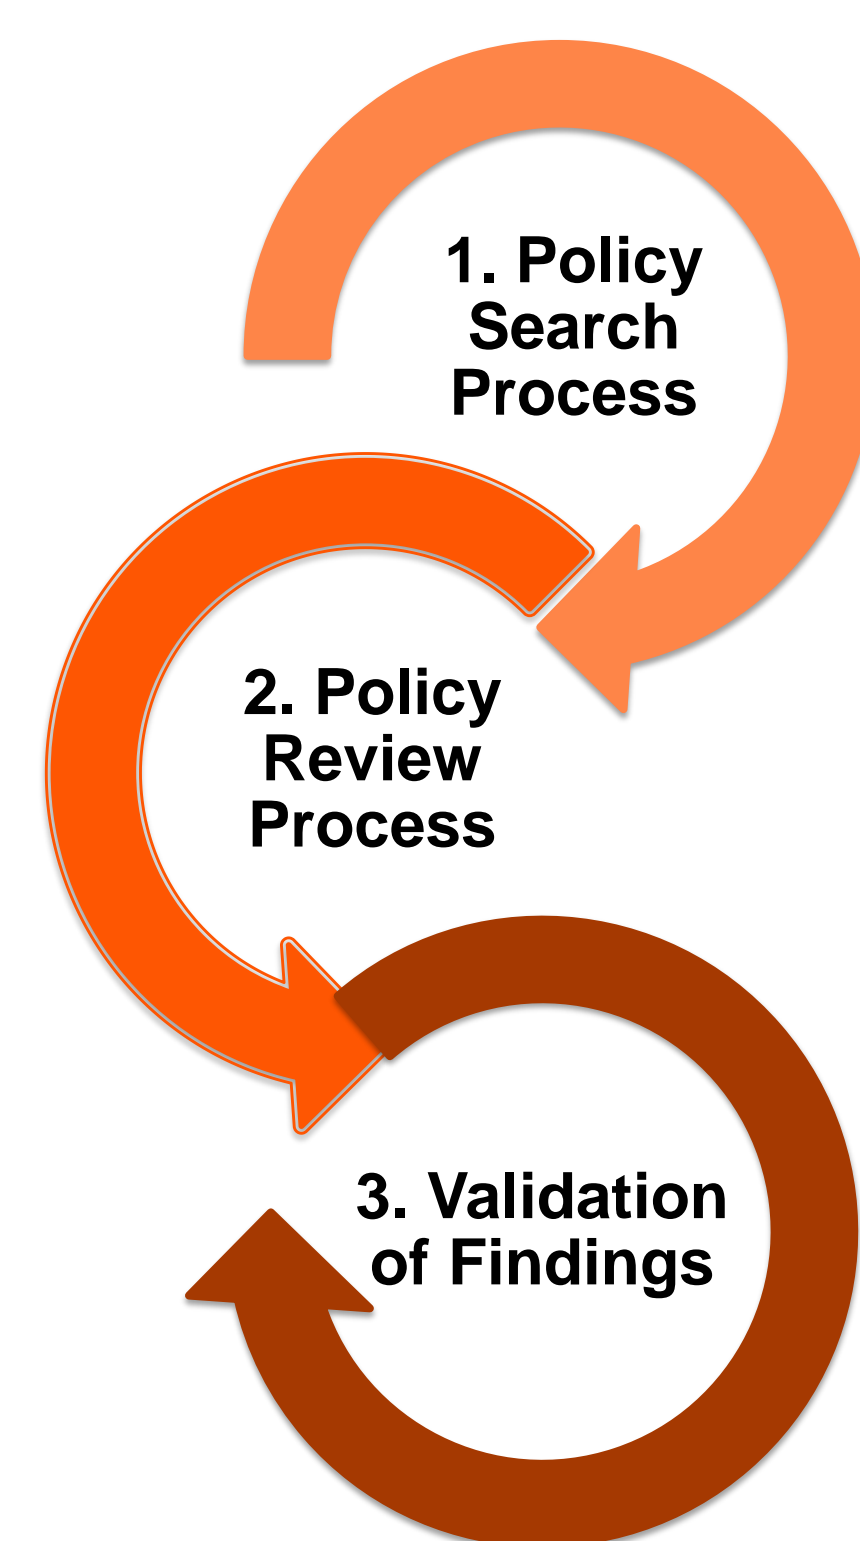 1. Policy
Search
Process
2. Policy
Review
Process
3. Validation
of Findings